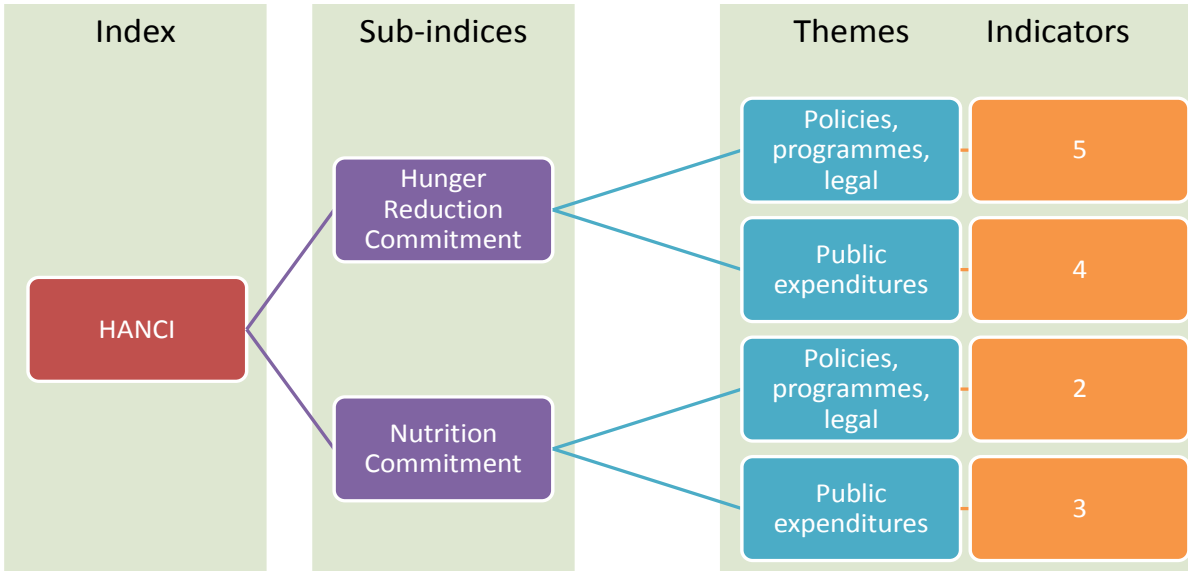 Index
Sub-indices
Themes
Indicators
HANCI
Hunger
Reduction
Commitment
Nutrition
Commitment
Policies,
programmes,
legal
5
Public
expenditures
4
Policies,
programmes,
legal
2
Public
expenditures
3